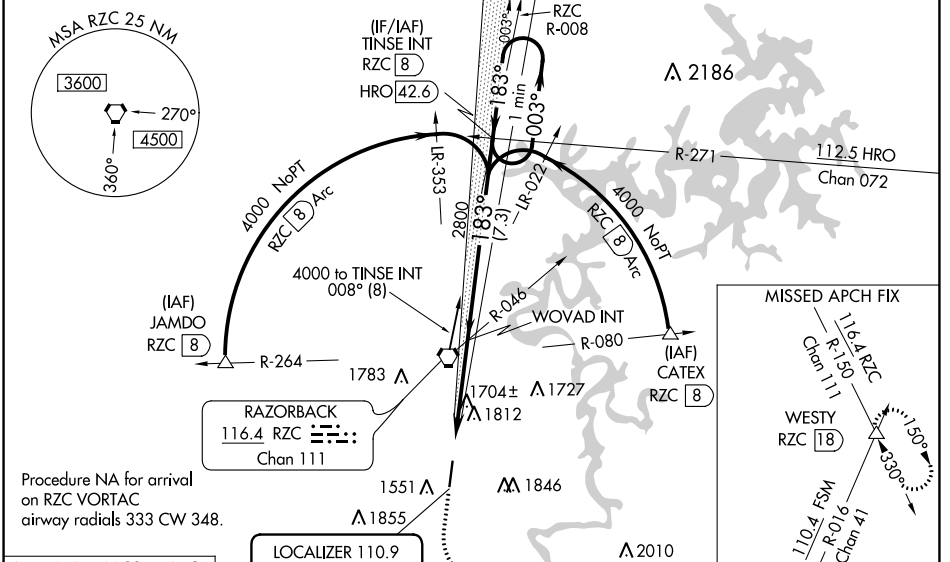 MSA RZC 25 NM
3600
270°
4500
360°
(IF/IAF)
TINSE INT
RZC 8
HRO 42.6
RZC
R-008
003°
183°
1 min
003°
2186
R-271
112.5 HRO
Chan 072
4000 NoPT
RZC 8 Arc
LR-353
2800
183°
(7.3)
LR-022
4000 NoPT
RZC 8 Arc
4000 to TINSE INT
008° (8)
R-046
WOVAD INT
(IAF)
JAMDO
RZC 8
R-264
R-080
(IAF)
CATEX
RZC 8
1783
1704±
1727
1812
RAZORBACK
116.4 RZC
Chan 111
Procedure NA for arrival
on RZC VORTAC
airway radials 333 CW 348.
1551
1846
1855
LOCALIZER 110.9
2010
MISSED APCH FIX
116.4 RZC
R-150
Chan 111
WESTY
RZC 18
150°
330°
110.4 FSM
R-016
Chan 41